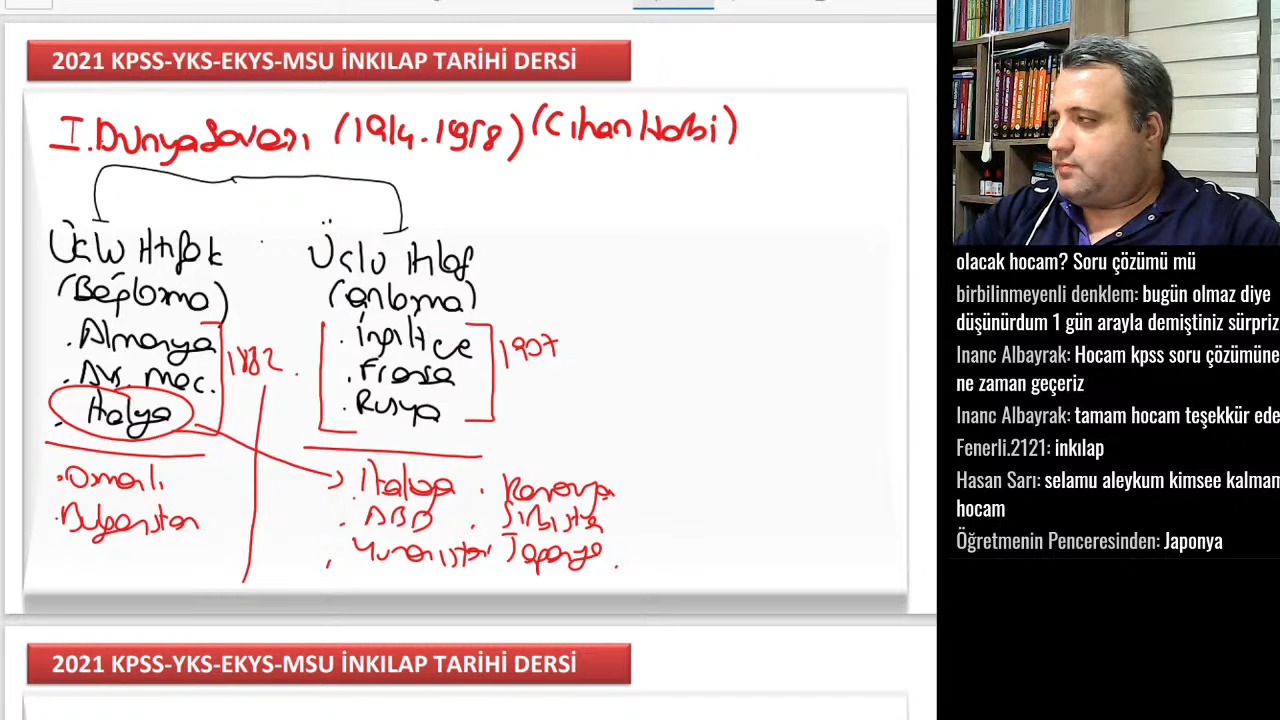 2021 KPSS-YKS-EKYS-MSU İNKILAP TARİHİ DERSİ
I. Dünya Savaşı (1914-1918) (Cihan Harbi)
Üçlü İttifak
(Bağlaşma)
. Almanya
. Avs. Mac.
. İtalya
1882
. Osmanlı
. Bulgaristan
Üçlü İtilaf
(anlaşma)
. İngiltere
. Fransa
. Rusya
1907
. İtalya . Romanya
. ABD . Sırbistan
. Yunanistan Japonya .
olacak hocam? Soru çözümü mü
birbilinmeyenli denklem: bugün olmaz diye
düşünürdum 1 gün arayla demiştiniz sürpriz
Inanc Albayrak: Hocam kpss soru çözümüne
ne zaman geçeriz
Inanc Albayrak: tamam hocam teşekkür ede
Fenerli.2121: inkılap
Hasan Sarı: selamu aleykum kimsee kalmam
hocam
Öğretmenin Penceresinden: Japonya
2021 KPSS-YKS-EKYS-MSU İNKILAP TARİHİ DERSİ